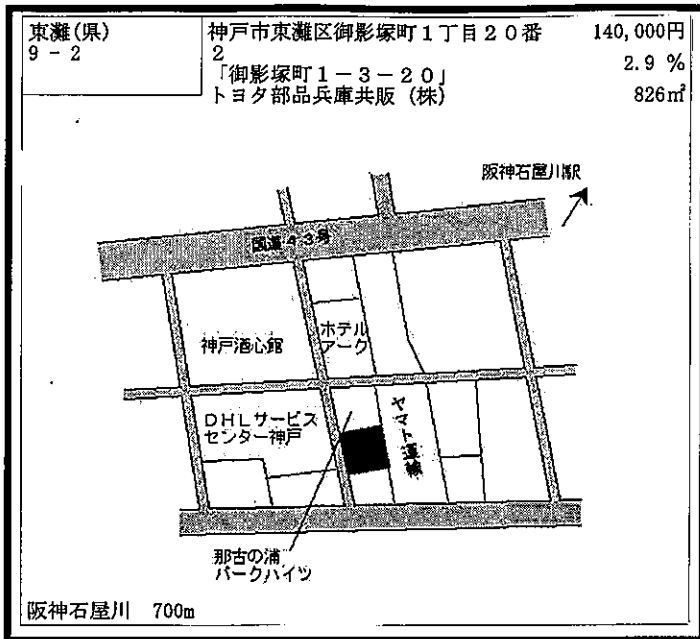 東灘(県)
9-2
神戸市東灘区御影塚町1丁目20番
2
「御影塚町1-3-20」
トヨタ部品兵庫共販(株)
140,000円
2.9 %
826㎡
阪神石屋川駅
国道43号
神戸酒心館
ホテル
アーク
DHLサービス
センター神戸
ヤマト運輸
那古の浦
パークハイツ
阪神石屋川 700m